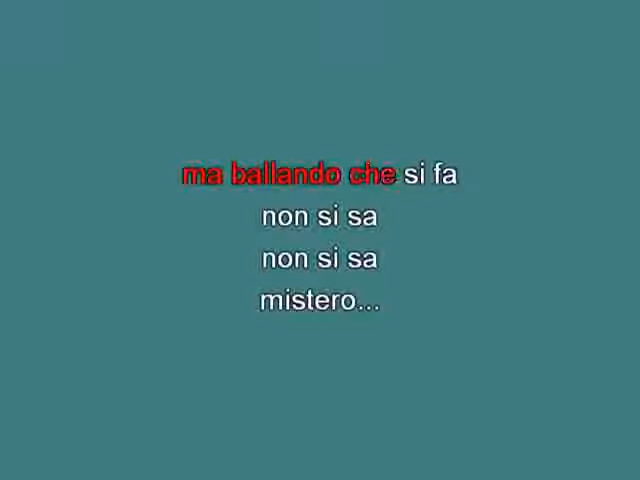 ma ballando che si fa
non si sa
non si sa
mistero...